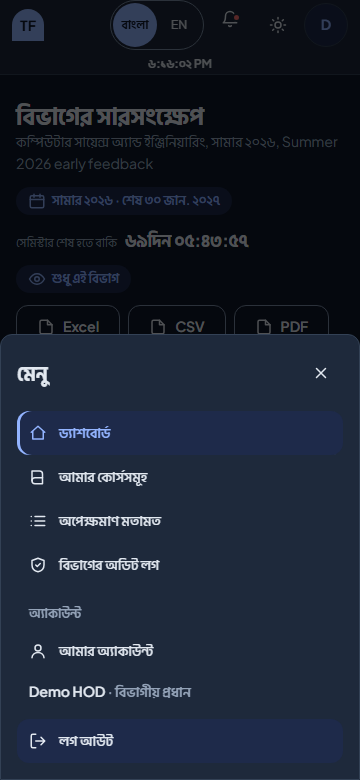 TF
বাংলা
EN
D
৬:১৬:০২ PM
বিভাগের সারসংক্ষেপ
কম্পিউটার সায়েন্স অ্যান্ড ইঞ্জিনিয়ারিং, সামার ২০২৬, Summer
2026 early feedback
সামার ২০২৬ · শেষ ৩০ জান. ২০২৭
সেমিস্টার শেষ হতে বাকি ৬৯দিন ০৫:৪৩:৫৭
শুধু এই বিভাগ
Excel
CSV
PDF
মেনু
ড্যাশবোর্ড
আমার কোর্সসমূহ
অপেক্ষমাণ মতামত
বিভাগের অডিট লগ
অ্যাকাউন্ট
আমার অ্যাকাউন্ট
Demo HOD · বিভাগীয় প্রধান
লগ আউট